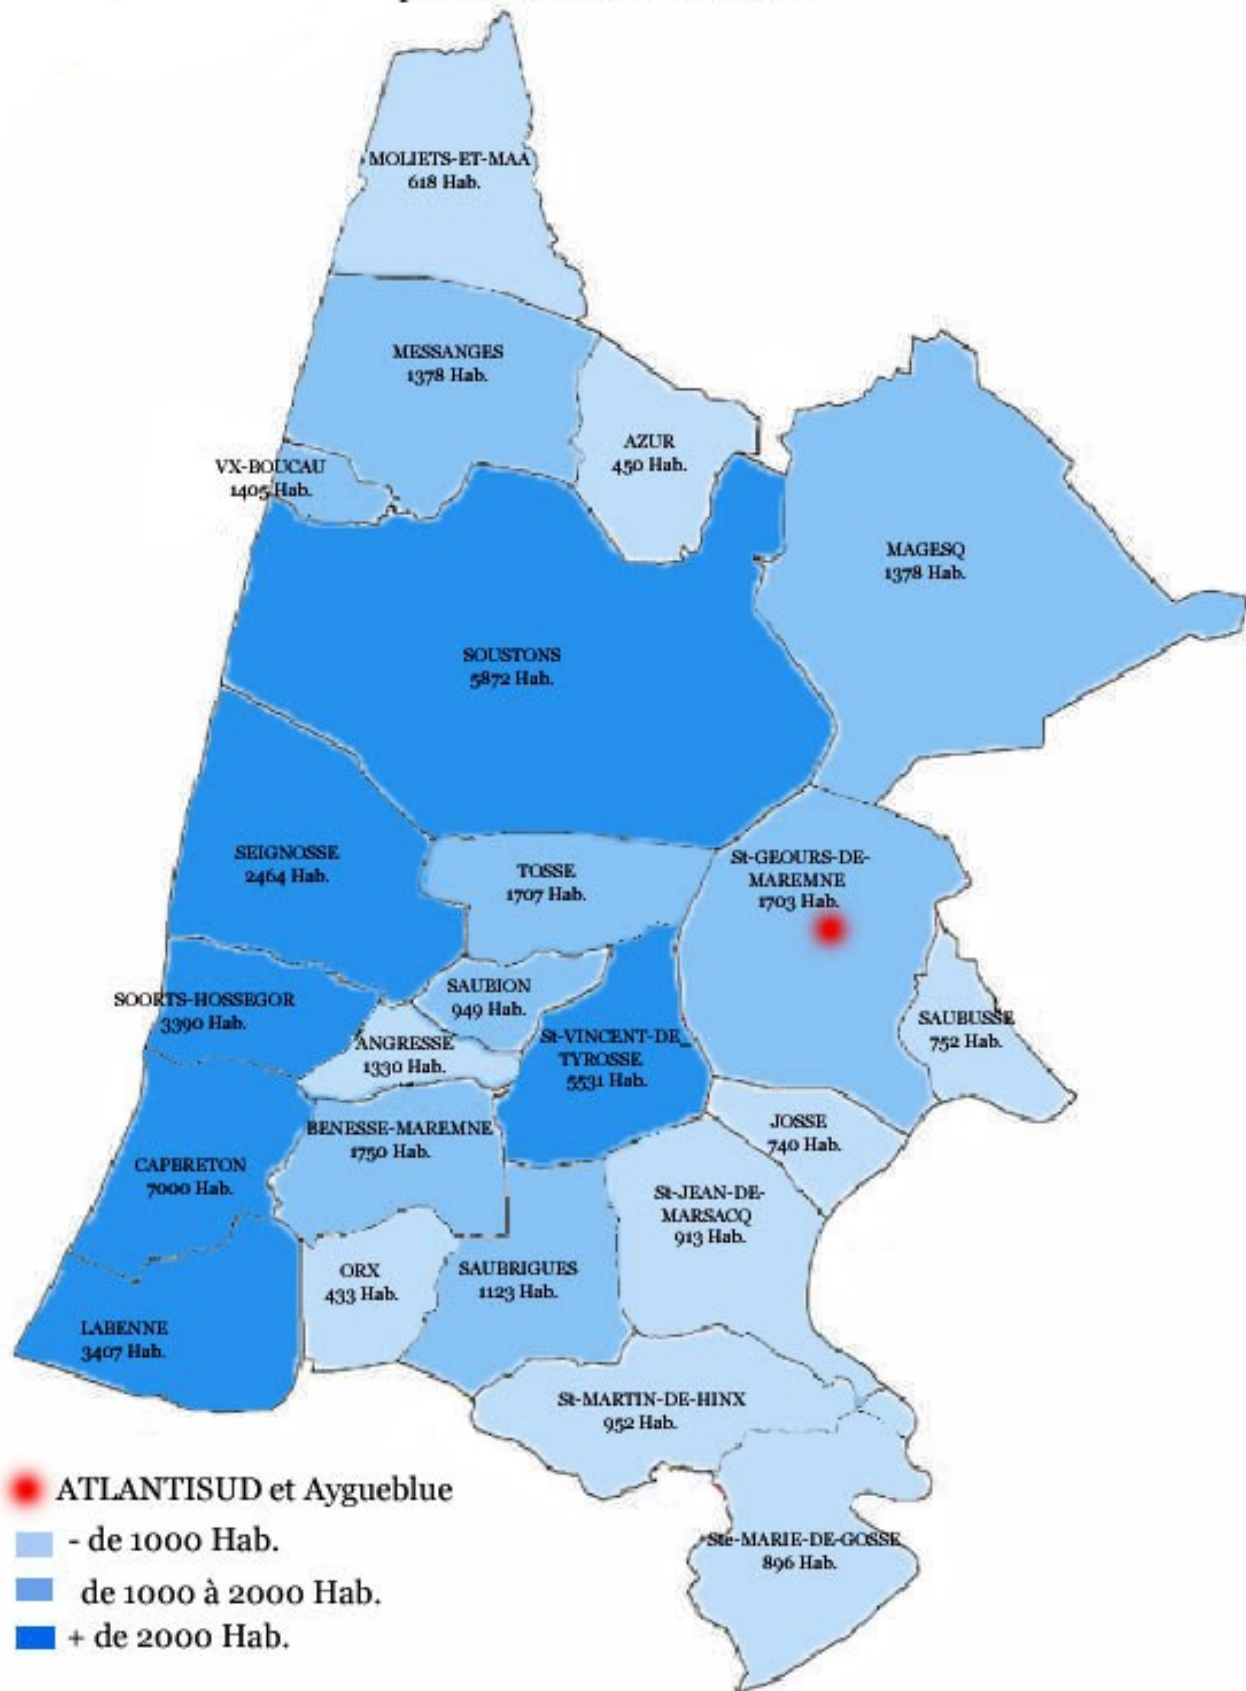 MOLIETS-ET-MAA
618 Hab.
MESSANGES
1378 Hab.
AZUR
450 Hab.
VX-BOUCAU
1405 Hab.
MAGESQ
1378 Hab.
SOUSTONS
5872 Hab.
SEIGNOSSE
2464 Hab.
TOSSE
1707 Hab.
St-GEOURS-DE-
MAREMNE
1703 Hab.
SOORTS-HOSSEGOR
3390 Hab.
SAUBION
949 Hab.
ANGRESSE
1330 Hab.
St-VINCENT-DE_
TYROSSE
5531 Hab.
SAUBUSSE
752 Hab.
BENESSE-MAREMNE
1750 Hab.
JOSSE
740 Hab.
CAPBRETON
7000 Hab.
St-JEAN-DE-
MARSACQ
913 Hab.
ORX
433 Hab.
SAUBRIGUES
1123 Hab.
LABENNE
3407 Hab.
St-MARTIN-DE-HINX
952 Hab.
Ste-MARIE-DE-GOSSE
896 Hab.
ATLANTISUD et Aygueblue
- de 1000 Hab.
de 1000 à 2000 Hab.
+ de 2000 Hab.